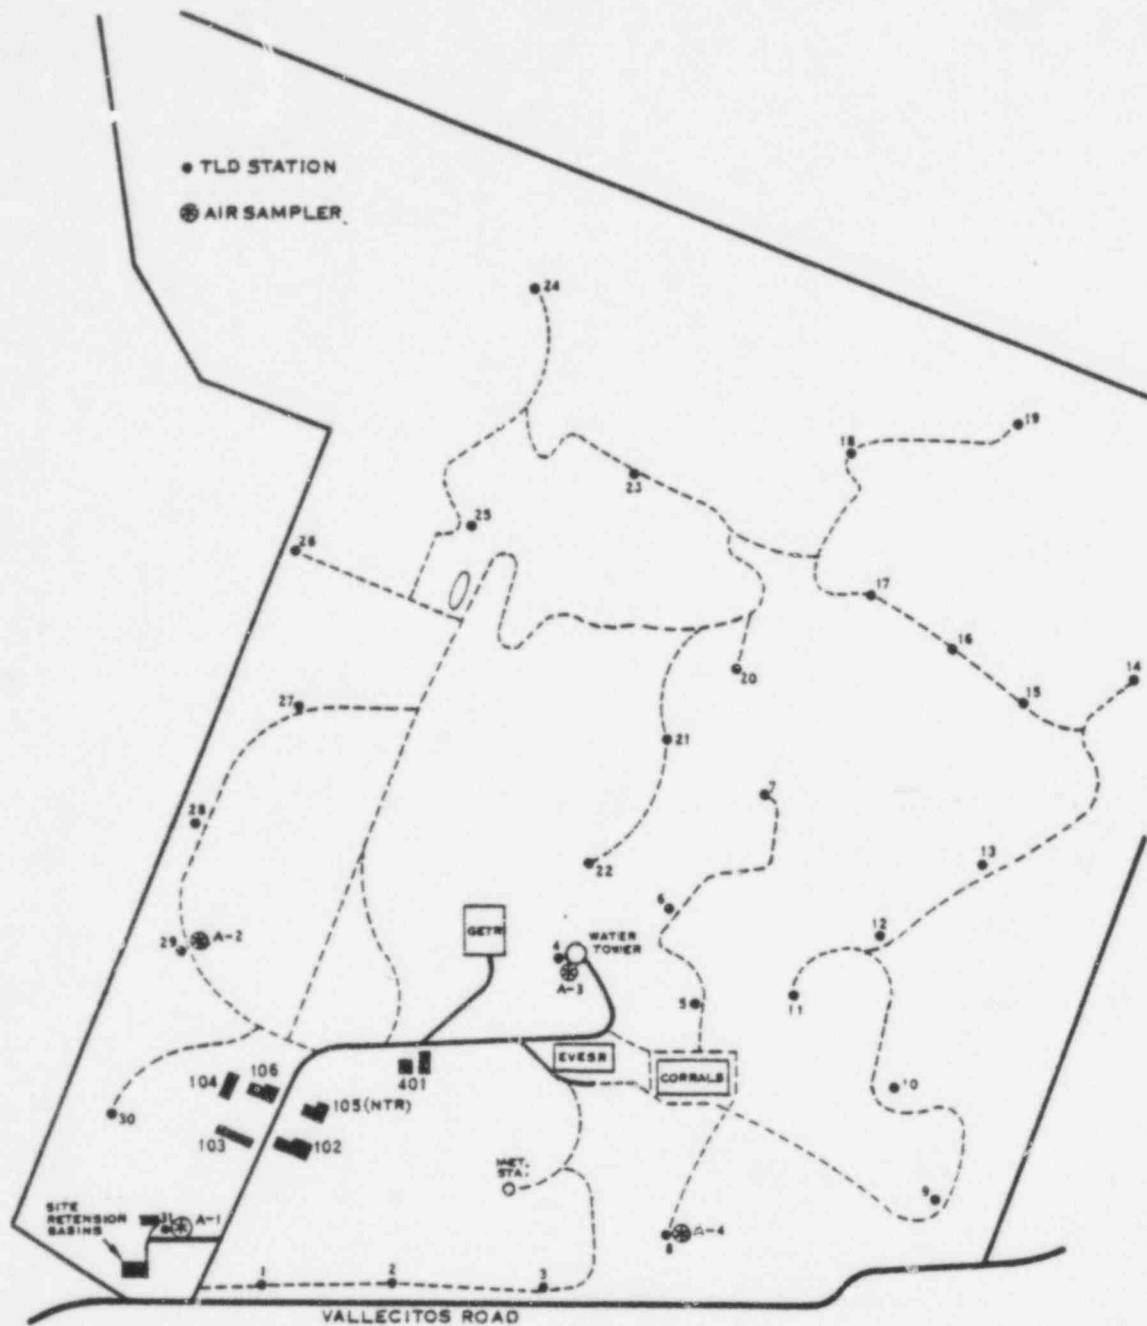 TLD STATION
AIR SAMPLER
24
19
18
23
25
26
17
16
14
20
15
27
21
7
28
13
22
6
GETR
12
WATER
TOWER
4
A-2
29
A-3
5
11
EVESR
CORRALS
10
104
106
401
105 (NTR)
30
103
102
MET.
STA.
9
SITE
RETENSION
BASINS
31
A-1
A-4
8
1
2
3
VALLECITOS ROAD